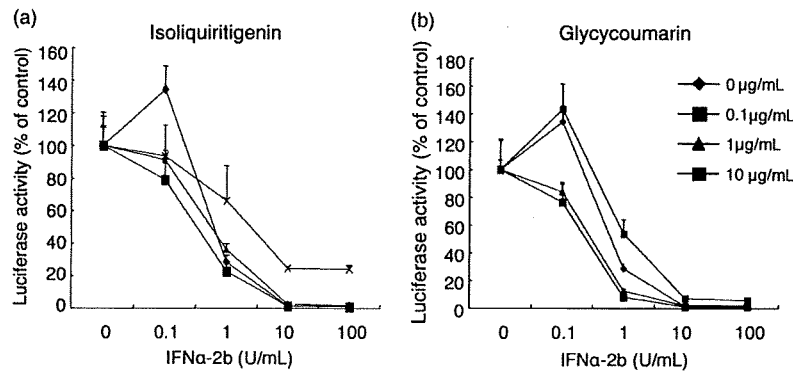 (a)
Isoliquiritigenin
Luciferase activity (% of control)
160
140
120
100
80
60
40
20
0
0 0.1 1 10 100
IFNα-2b (U/mL)
(b)
Glycycoumarin
Luciferase activity (% of control)
180
160
140
120
100
80
60
40
20
0
0 0.1 1 10 100
IFNα-2b (U/mL)
0 µg/mL
0.1µg/mL
1µg/mL
10 µg/mL